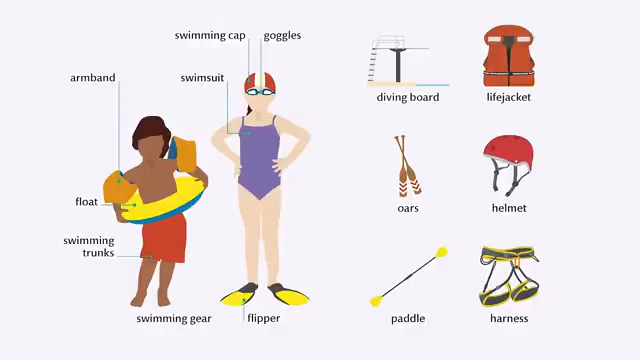 swimming cap
goggles
armband
swimsuit
diving board
lifejacket
float
oars
helmet
swimming
trunks
swimming gear
flipper
paddle
harness